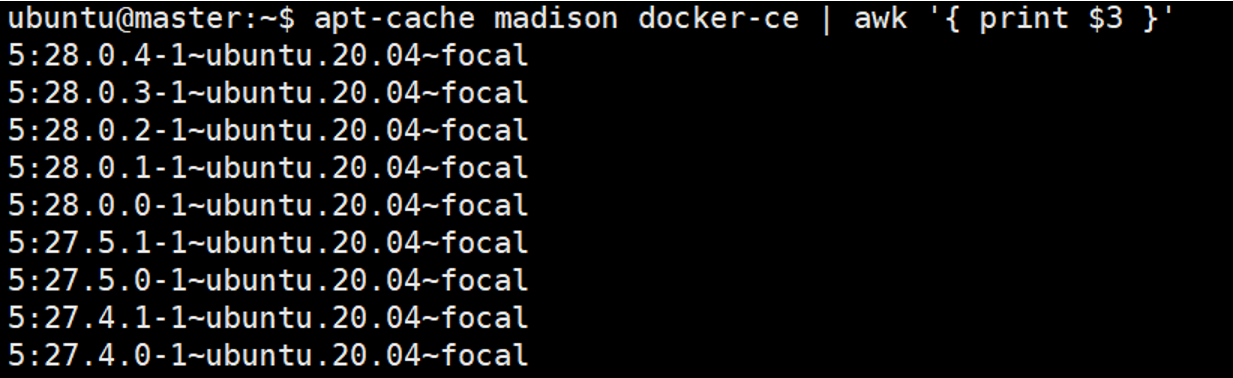 ubuntu@master:~$ apt-cache madison docker-ce | awk '{ print $3 }'
5:28.0.4-1~ubuntu.20.04~focal
5:28.0.3-1~ubuntu.20.04~focal
5:28.0.2-1~ubuntu.20.04~focal
5:28.0.1-1~ubuntu.20.04~focal
5:28.0.0-1~ubuntu.20.04~focal
5:27.5.1-1~ubuntu.20.04~focal
5:27.5.0-1~ubuntu.20.04~focal
5:27.4.1-1~ubuntu.20.04~focal
5:27.4.0-1~ubuntu.20.04~focal